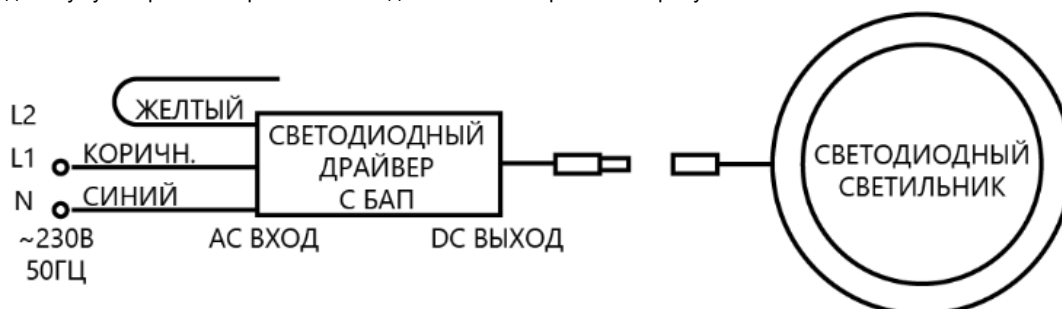 L2
ЖЕЛТЫЙ
L1
КОРИЧН.
N
СИНИЙ
~230В
50ГЦ
АС ВХОД
СВЕТОДИОДНЫЙ
ДРАЙВЕР
С БАП
DC ВЫХОД
СВЕТОДИОДНЫЙ
СВЕТИЛЬНИК